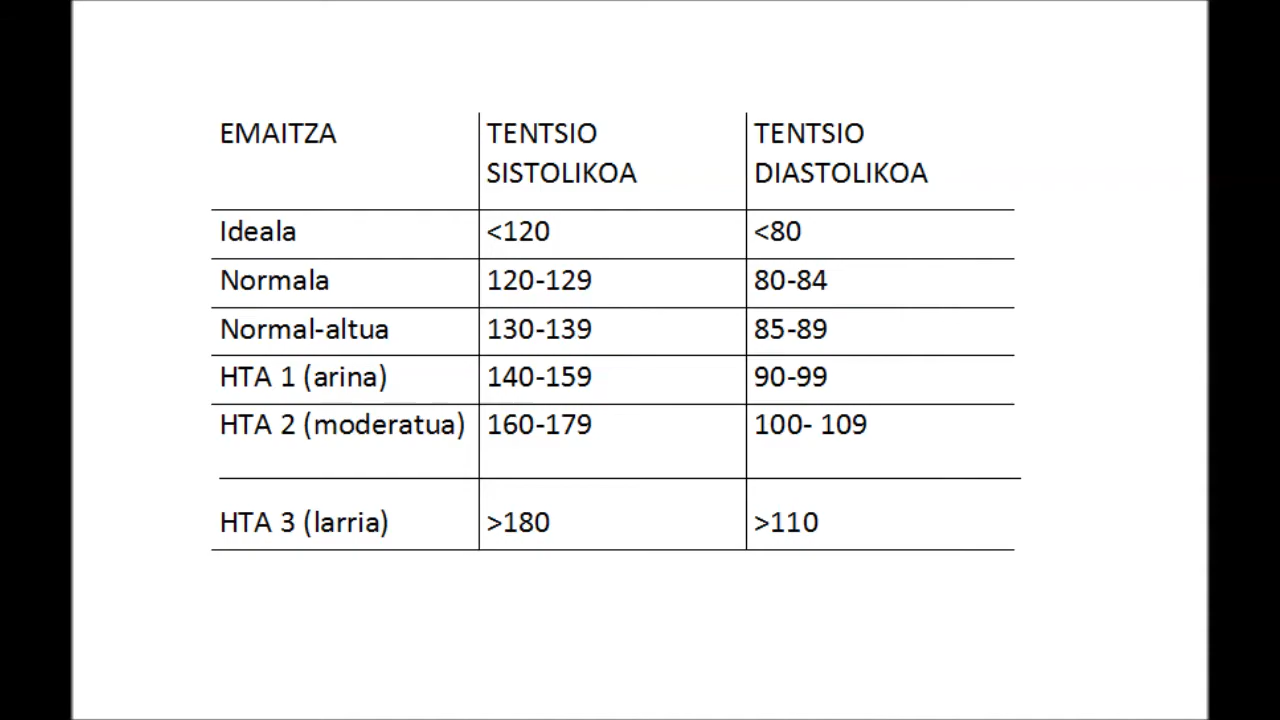 EMAITZA TENTSIO SISTOLIKOA TENTSIO DIASTOLIKOA
Ideala <120 <80
Normala 120-129 80-84
Normal-altua 130-139 85-89
HTA 1 (arina) 140-159 90-99
HTA 2 (moderatua) 160-179 100- 109
HTA 3 (larria) >180 >110